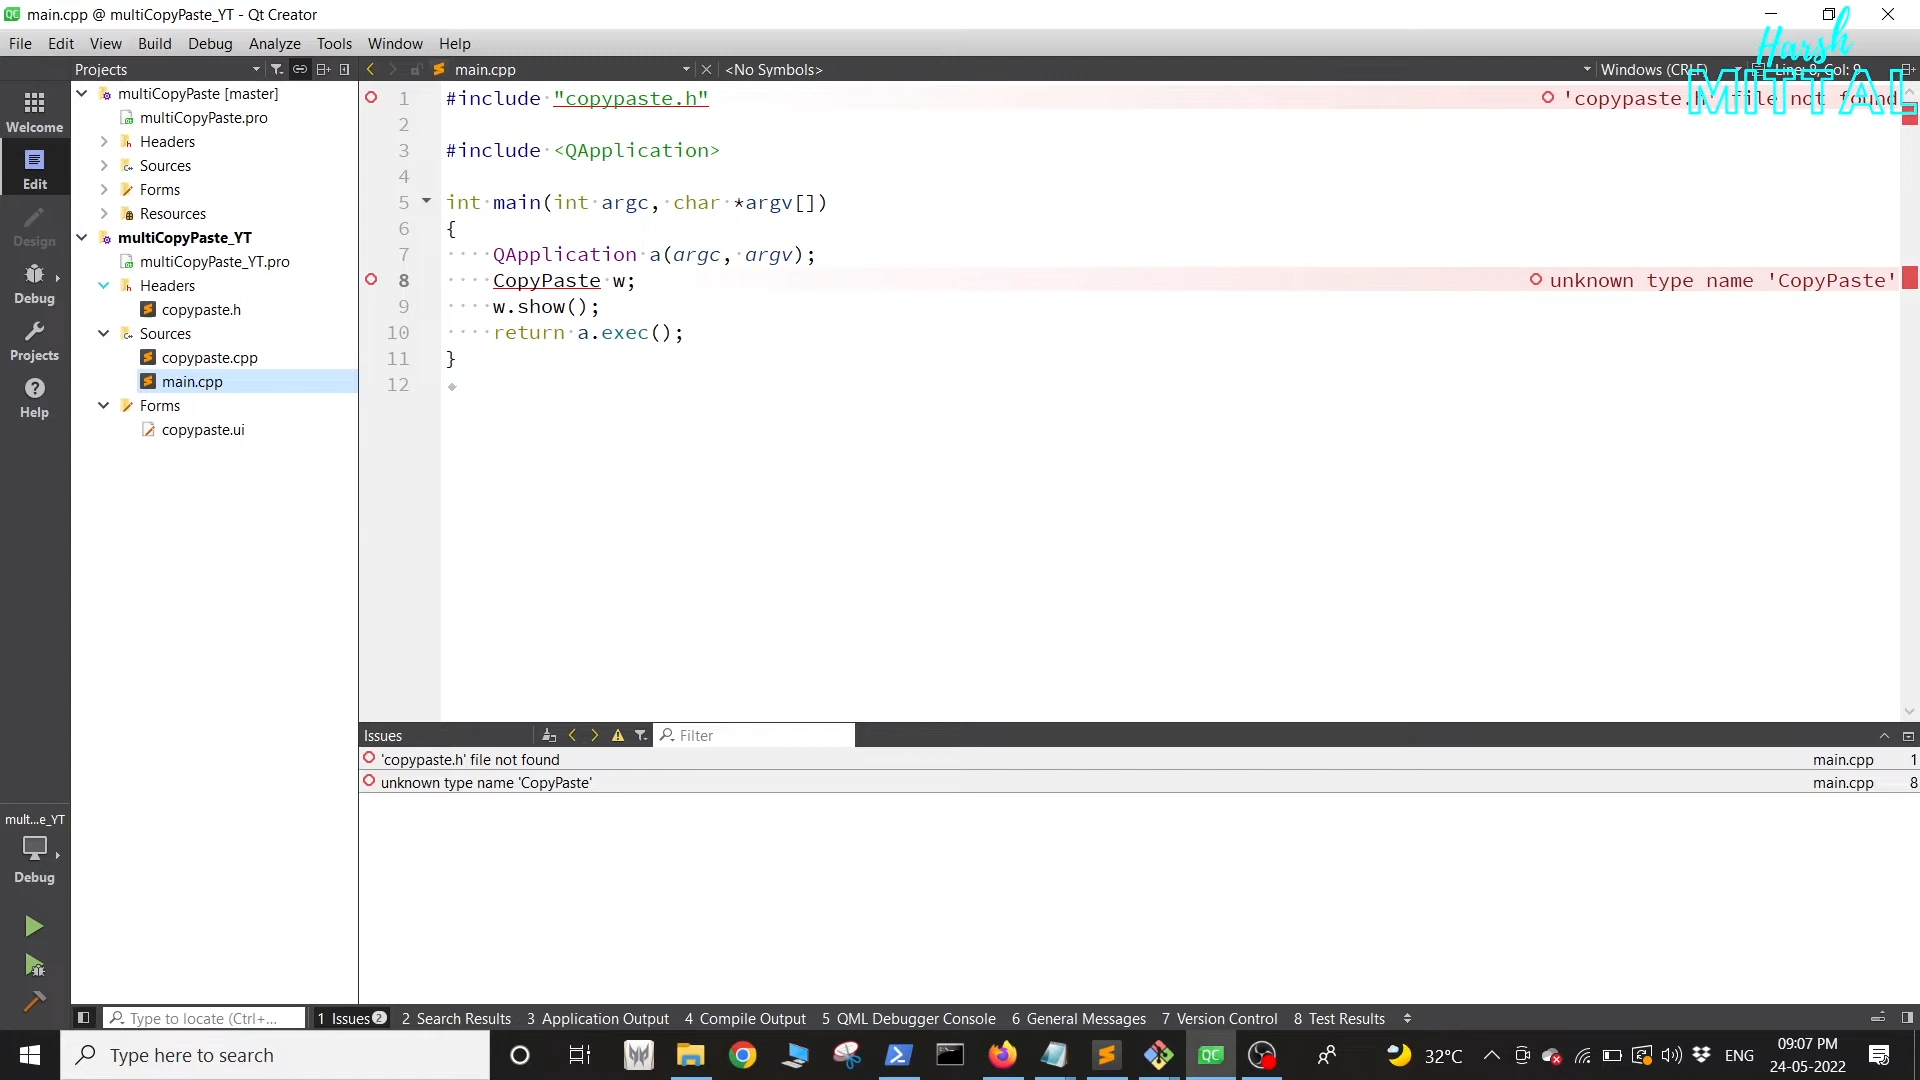 main.cpp @ multiCopyPaste_YT - Qt Creator
File Edit View Build Debug Analyze Tools Window Help
Harsh
MITTAL
Projects
main.cpp
<No Symbols>
Windows (CRLF)
Line: 8, Col: 9
Welcome
Edit
Design
Debug
Projects
Help
multiCopyPaste [master]
multiCopyPaste.pro
Headers
Sources
Forms
Resources
multiCopyPaste_YT
multiCopyPaste_YT.pro
Headers
copypaste.h
Sources
copypaste.cpp
main.cpp
Forms
copypaste.ui
1 #include "copypaste.h" 'copypaste.h' file not found
2
3 #include <QApplication>
4
5 int main(int argc, char *argv[])
6 {
7 QApplication a(argc, argv);
8 CopyPaste w; unknown type name 'CopyPaste'
9 w.show();
10 return a.exec();
11 }
12
Issues
Filter
'copypaste.h' file not found main.cpp 1
unknown type name 'CopyPaste' main.cpp 8
mult...e_YT
Debug
Type to locate (Ctrl+...
1 Issues 2
2 Search Results
3 Application Output
4 Compile Output
5 QML Debugger Console
6 General Messages
7 Version Control
8 Test Results
Type here to search
QC
32°C
ENG
09:07 PM
24-05-2022